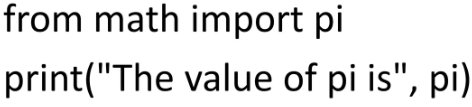 from math import pi
print("The value of pi is", pi)